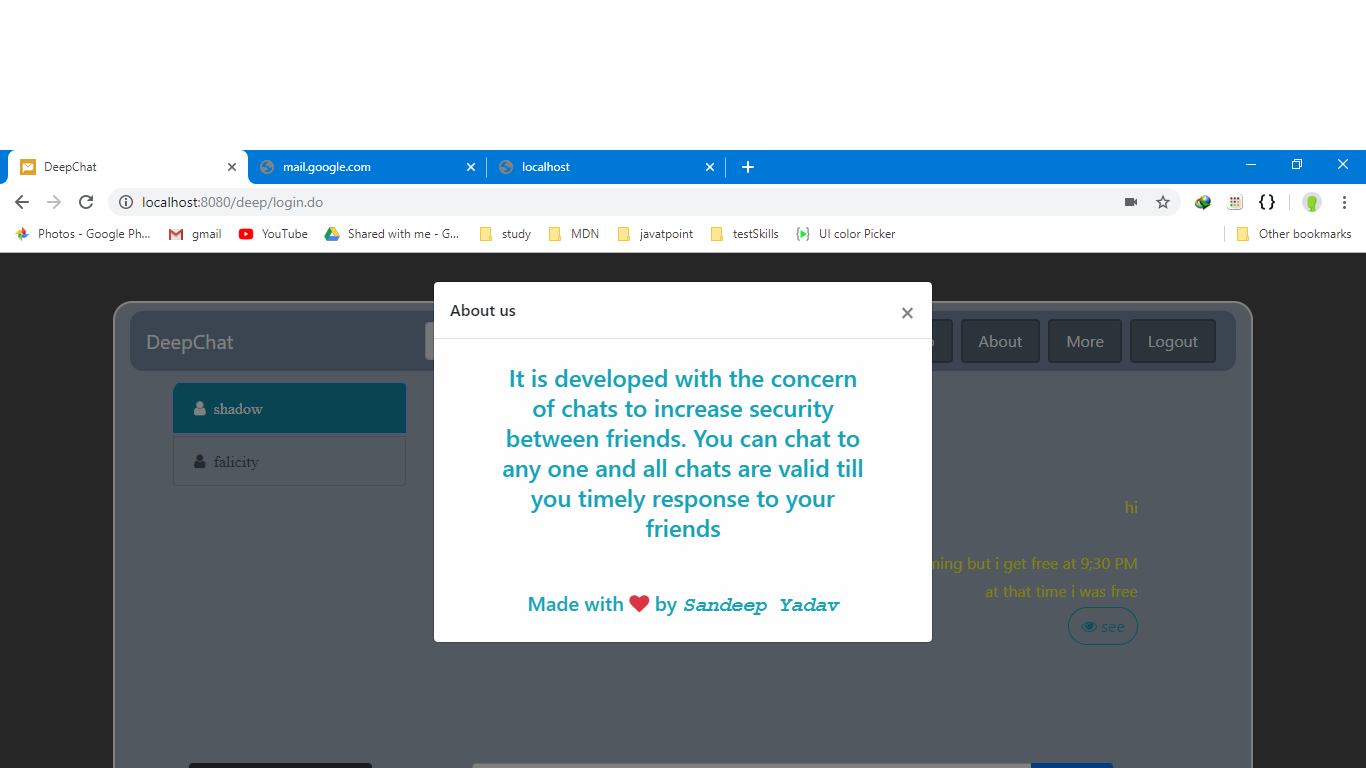 DeepChat
mail.google.com
localhost
localhost:8080/deep/login.do
Photos - Google Ph...
gmail
YouTube
Shared with me - G...
study
MDN
javatpoint
testSkills
UI color Picker
Other bookmarks
DeepChat
About
More
Logout
shadow
falicity
About us
×
It is developed with the concern
of chats to increase security
between friends. You can chat to
any one and all chats are valid till
you timely response to your
friends
Made with ❤ by Sandeep Yadav
hi
ning but i get free at 9;30 PM
at that time i was free
see